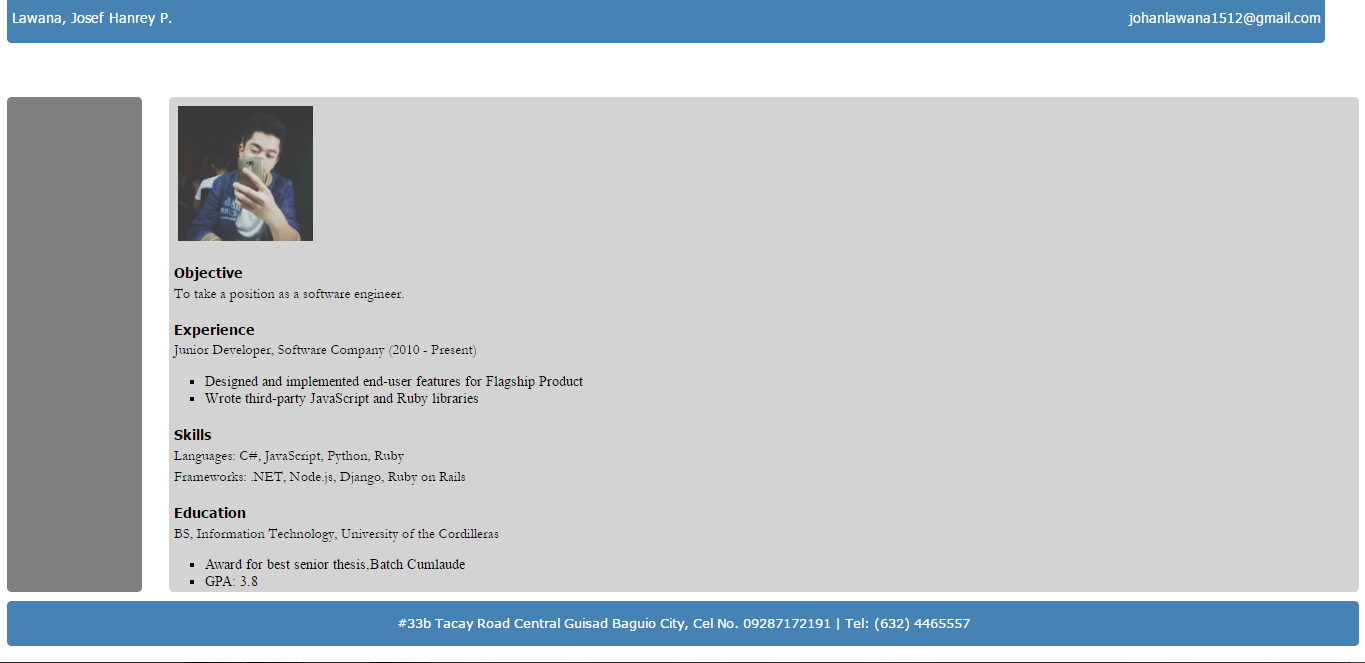 Lawana, Josef Hanrey P.
johanlawana1512@gmail.com
Objective
To take a position as a software engineer.
Experience
Junior Developer, Software Company (2010 - Present)
Designed and implemented end-user features for Flagship Product
Wrote third-party JavaScript and Ruby libraries
Skills
Languages: C#, JavaScript, Python, Ruby
Frameworks: .NET, Node.js, Django, Ruby on Rails
Education
BS, Information Technology, University of the Cordilleras
Award for best senior thesis,Batch Cumlaude
GPA: 3.8
#33b Tacay Road Central Guisad Baguio City, Cel No. 09287172191 | Tel: (632) 4465557